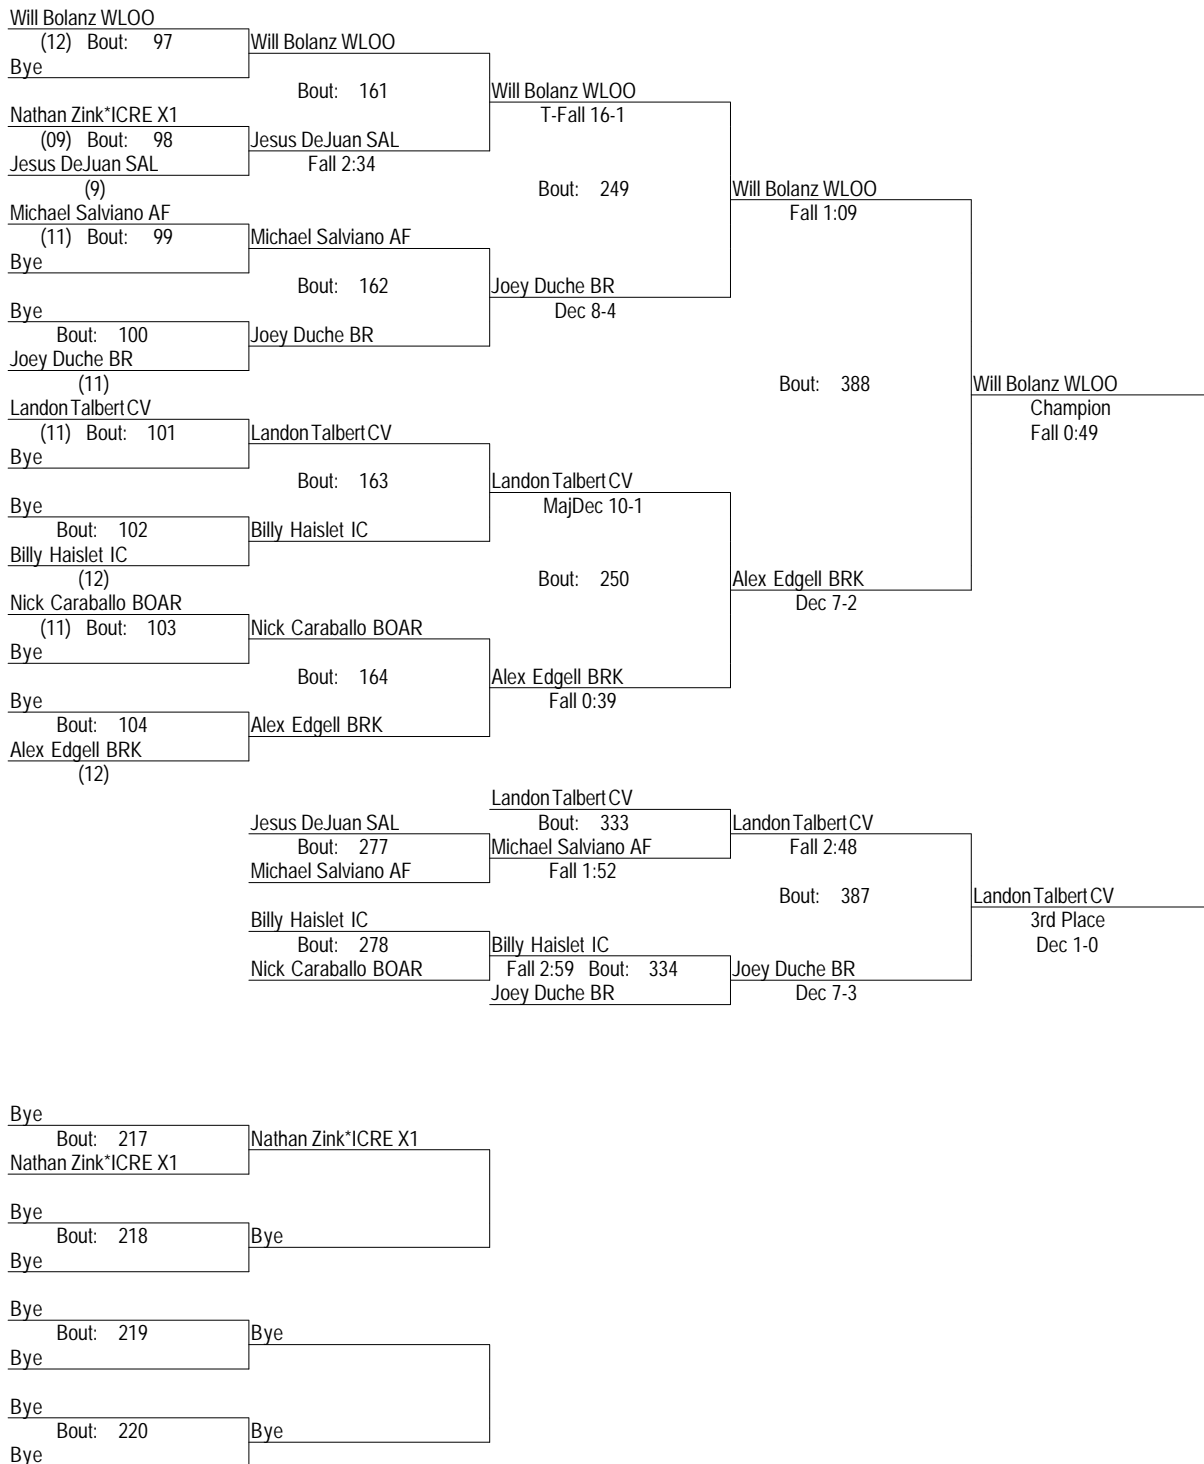 Will Bolanz WLOO
(12) Bout: 97
Will Bolanz WLOO
Bye
Bout: 161
Will Bolanz WLOO
Nathan Zink*ICRE X1
T-Fall 16-1
(09) Bout: 98
Jesus DeJuan SAL
Jesus DeJuan SAL
Fall 2:34
(9)
Bout: 249
Will Bolanz WLOO
Michael Salviano AF
Fall 1:09
(11) Bout: 99
Michael Salviano AF
Bye
Bout: 162
Joey Duche BR
Bye
Dec 8-4
Bout: 100
Joey Duche BR
Joey Duche BR
(11)
Bout: 388
Will Bolanz WLOO
Landon Talbert CV
Champion
(11) Bout: 101
Landon Talbert CV
Fall 0:49
Bye
Bout: 163
Landon Talbert CV
Bye
MajDec 10-1
Bout: 102
Billy Haislet IC
Billy Haislet IC
(12)
Bout: 250
Alex Edgell BRK
Nick Caraballo BOAR
Dec 7-2
(11) Bout: 103
Nick Caraballo BOAR
Bye
Bout: 164
Alex Edgell BRK
Bye
Fall 0:39
Bout: 104
Alex Edgell BRK
Alex Edgell BRK
(12)
Landon Talbert CV
Jesus DeJuan SAL
Bout: 333
Landon Talbert CV
Bout: 277
Michael Salviano AF
Fall 2:48
Michael Salviano AF
Fall 1:52
Bout: 387
Landon Talbert CV
Billy Haislet IC
3rd Place
Bout: 278
Billy Haislet IC
Dec 1-0
Nick Caraballo BOAR
Fall 2:59 Bout: 334
Joey Duche BR
Joey Duche BR
Dec 7-3
Bye
Bout: 217
Nathan Zink*ICRE X1
Nathan Zink*ICRE X1
Bye
Bout: 218
Bye
Bye
Bye
Bout: 219
Bye
Bye
Bye
Bout: 220
Bye
Bye